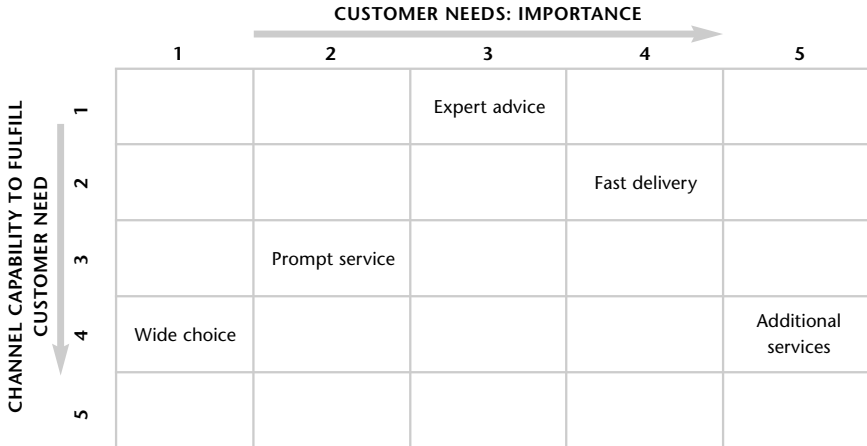 CUSTOMER NEEDS: IMPORTANCE
1 2 3 4 5
CHANNEL CAPABILITY TO FULFILL
CUSTOMER NEED
1 Expert advice
2 Fast delivery
3 Prompt service
4 Wide choice Additional
services
5